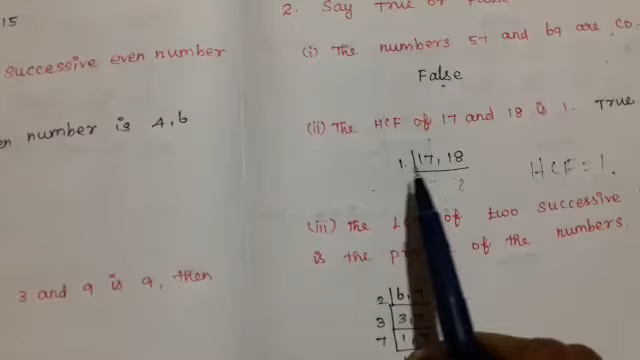 15
successive even number
number is 4,6
3 and 9 is 9, then
2. Say True or False
(i) The numbers 57 and 69 are co-
False
(ii) The HCF of 17 and 18 is 1. True
1 17, 18
HCF = 1.
(iii) The of two successive
is the of the numbers.
2 6,
3 3,
7 1,